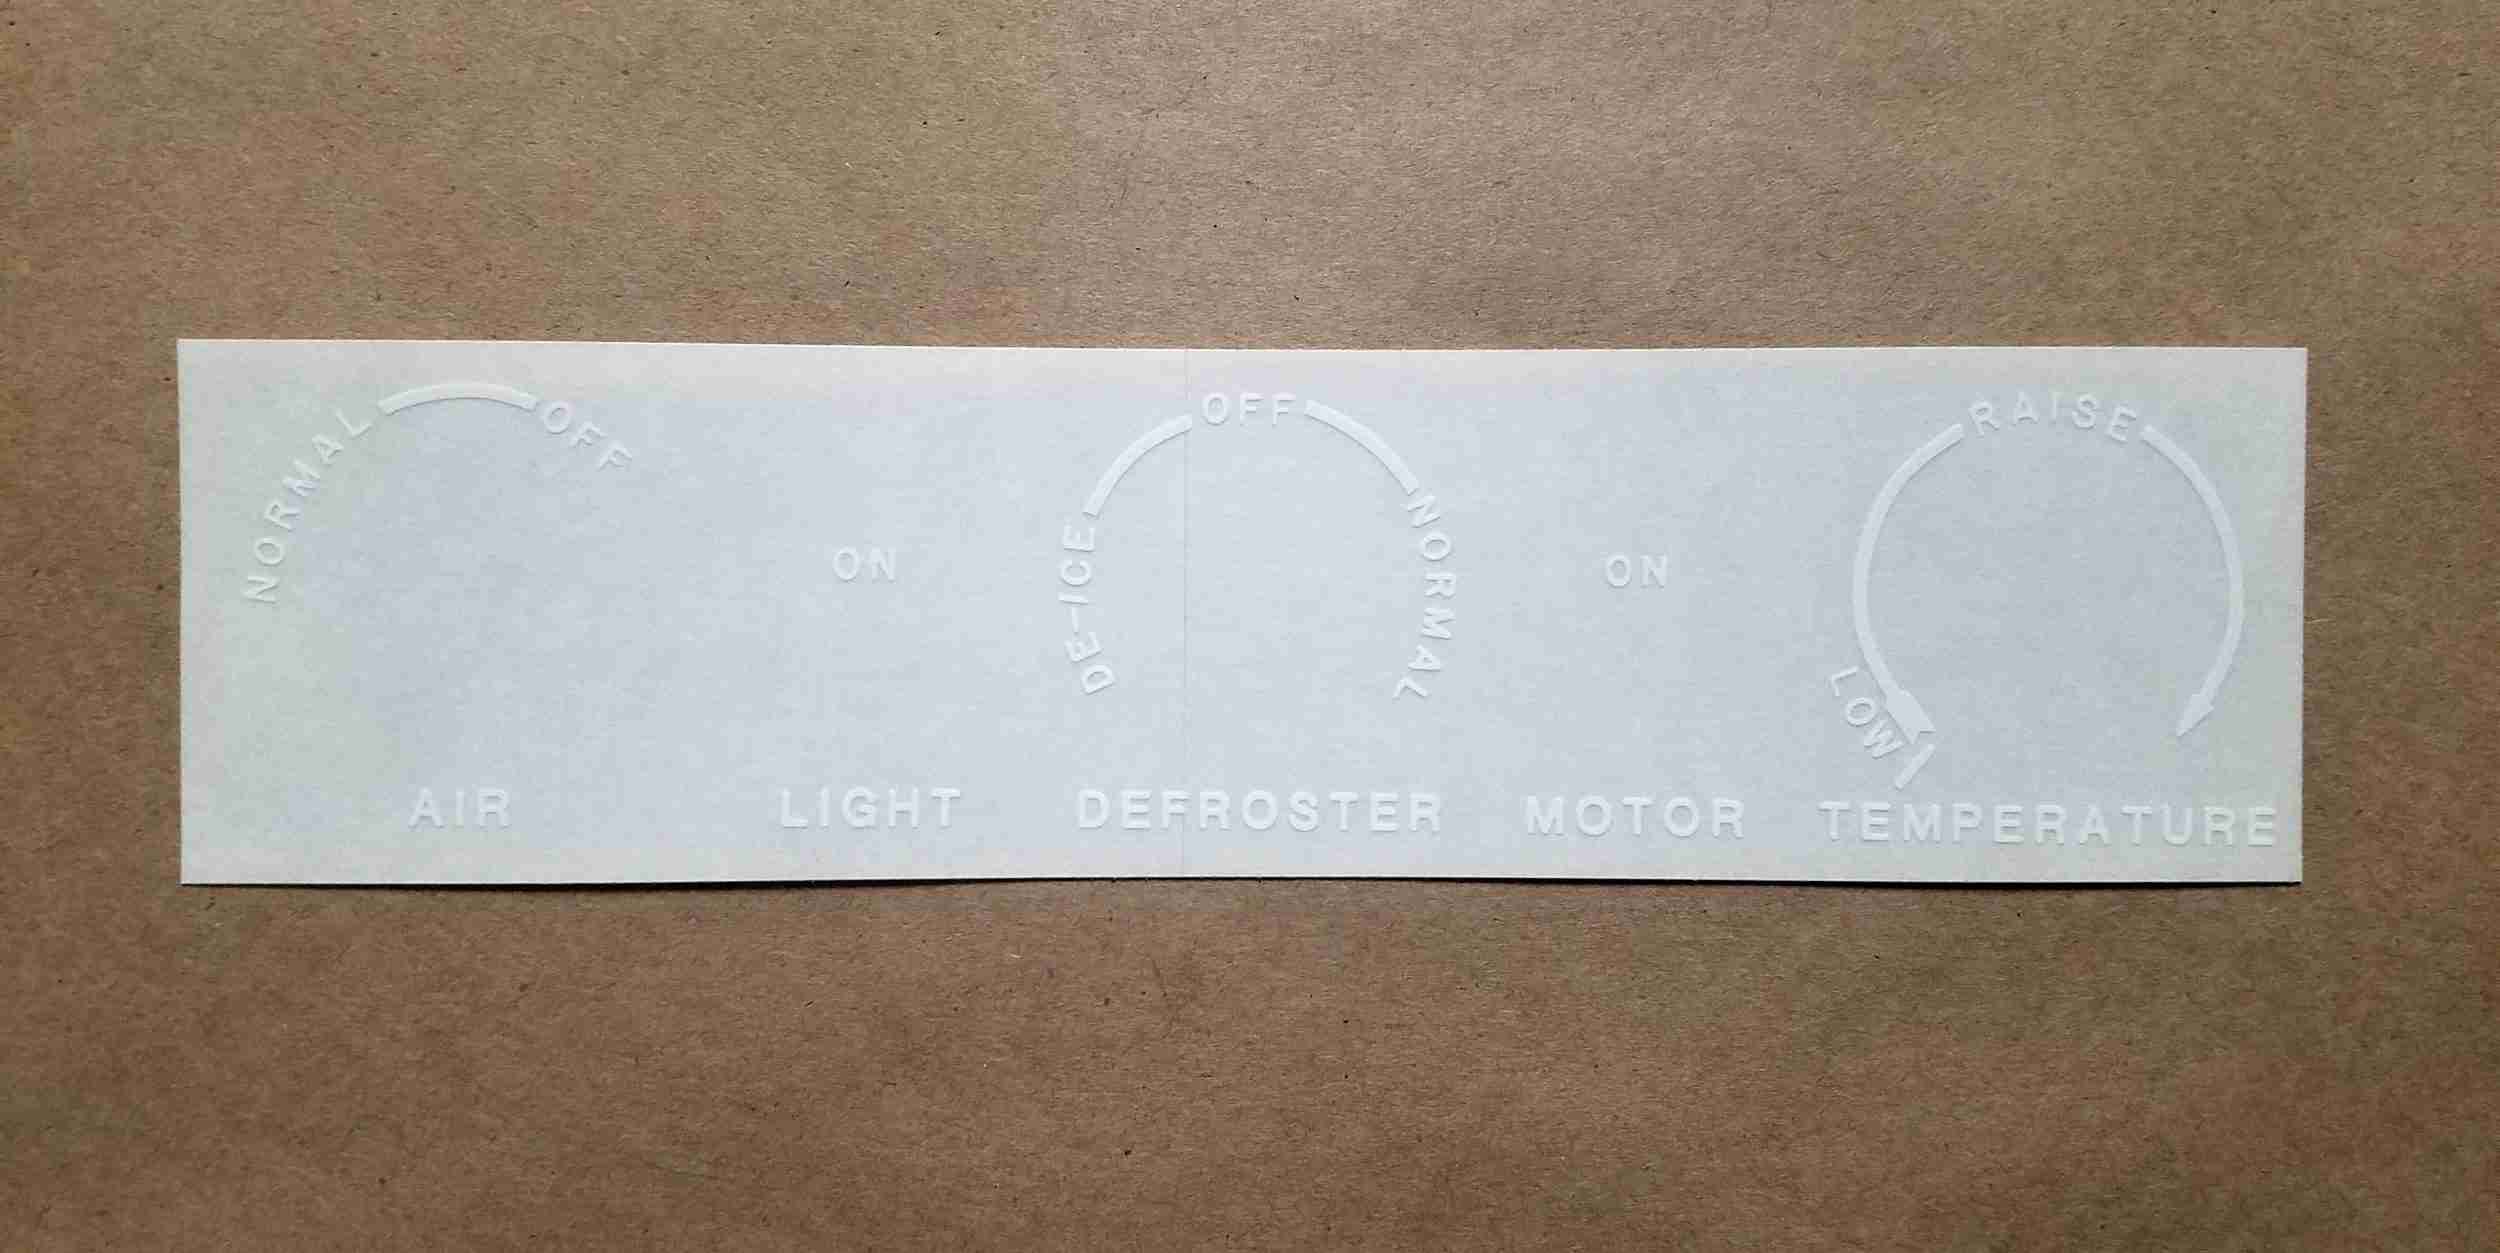 NORMAL OFF
ON
DE-ICE OFF NORMAL
ON
LOW RAISE
AIR LIGHT DEFROSTER MOTOR TEMPERATURE